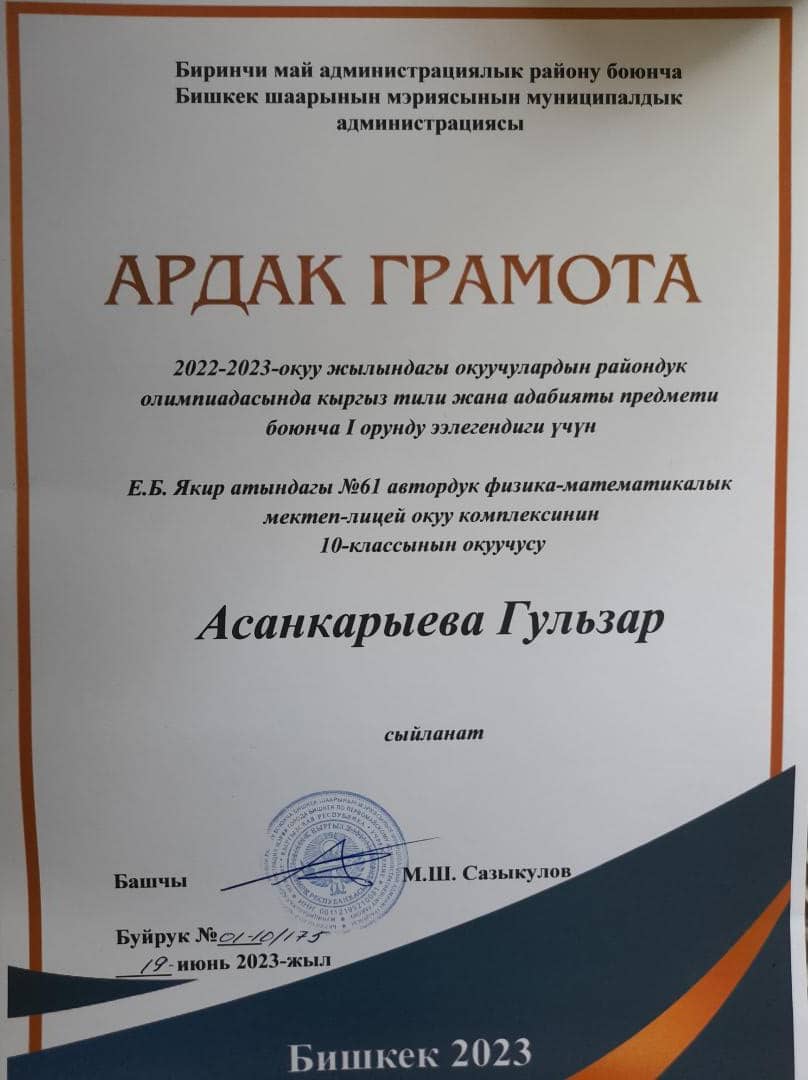 Биринчи май административдик району боюнча
Бишкек шаарынын мэриясынын муниципалдык
администрациясы
АРДАК ГРАМОТА
2022-2023-окуу жылындагы окуучулардын райондук
олимпиадасында кыргыз тили жана адабияты предмети
боюнча I орунду ээлегендиги үчүн
Е.Б. Якир атындагы №61 автордук физика-математикалык
мектеп-лицей окуу комплексинин
10-классынын окуучусу
Асанкарыева Гульзар
сыйланат
Башчы М.Ш. Сазыкулов
Буйрук №01-10/175
19-июнь 2023-жыл
Бишкек 2023